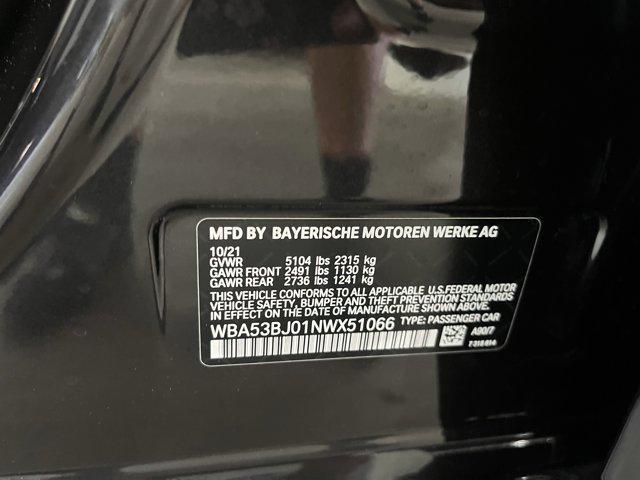 MFD BY BAYERISCHE MOTOREN WERKE AG
10/21
GVWR 5104 lbs 2315 kg
GAWR FRONT 2491 lbs 1130 kg
GAWR REAR 2736 lbs 1241 kg
THIS VEHICLE CONFORMS TO ALL APPLICABLE U.S.FEDERAL MOTOR
VEHICLE SAFETY, BUMPER AND THEFT PREVENTION STANDARDS
IN EFFECT ON THE DATE OF MANUFACTURE SHOWN ABOVE.
WBA53BJ01NWX51066 TYPE: PASSENGER CAR
A90/7